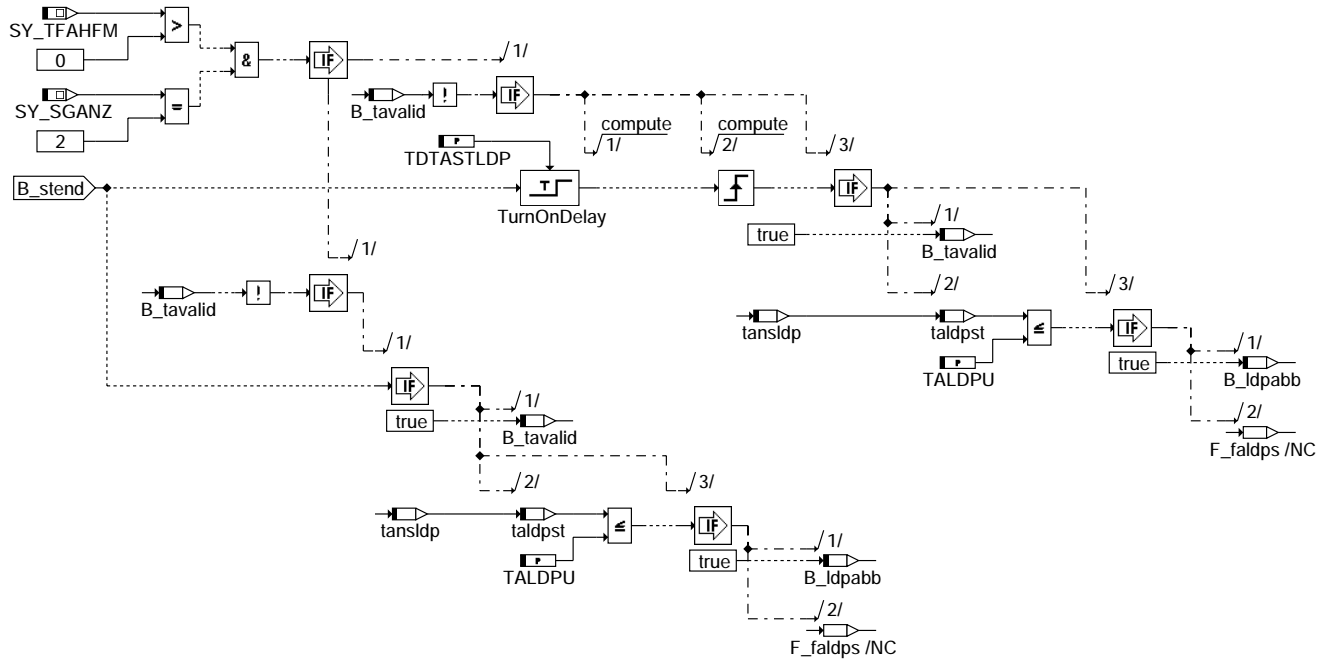 SY_TFAHFM
>
0
&
IF
/1/
SY_SGANZ
=
2
B_tavalid
!
IF
compute
/1/
compute
/2/
/3/
P
TDTASTLDP
B_stend
T
TurnOnDelay
IF
/1/
true
B_tavalid
/2/
/3/
/1/
B_tavalid
!
IF
/1/
tansldp
taldpst
≤
IF
P
TALDPU
/1/
true
B_ldpabb
/2/
F_faldps /NC
IF
/1/
true
B_tavalid
/2/
/3/
tansldp
taldpst
≤
IF
P
TALDPU
/1/
true
B_ldpabb
/2/
F_faldps /NC